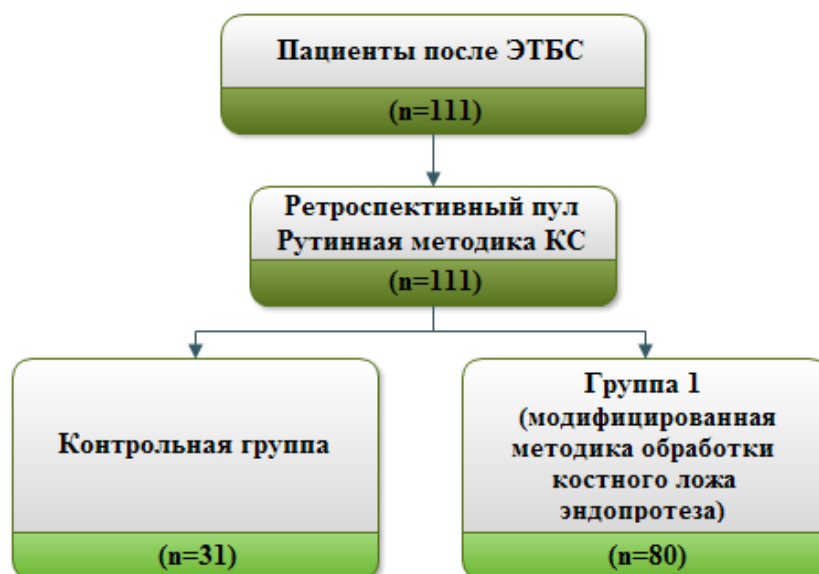 Пациенты после ЭТБС
(n=111)
Ретроспективный пул
Рутинная методика КС
(n=111)
Контрольная группа
(n=31)
Группа 1
(модифицированная
методика обработки
костного ложа
эндопротеза)
(n=80)